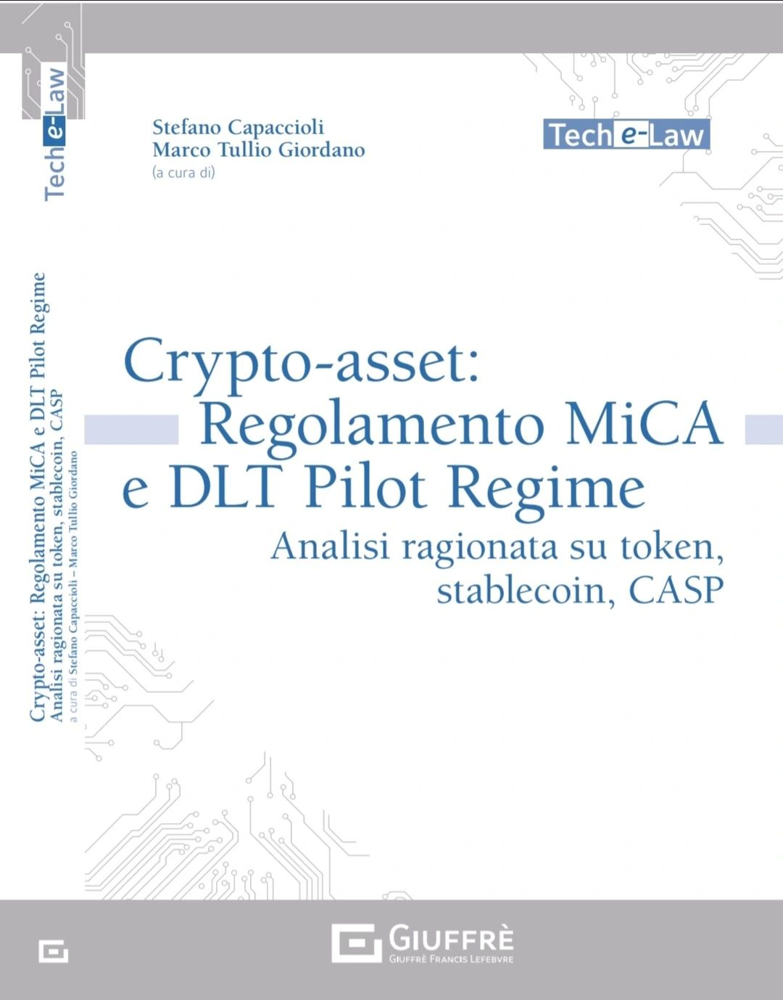 Tech e-Law
Crypto-asset: Regolamento MiCA e DLT Pilot Regime
Analisi ragionata su token, stablecoin, CASP
a cura di Stefano Capaccioli – Marco Tullio Giordano
Stefano Capaccioli
Marco Tullio Giordano
(a cura di)
Tech e-Law
Crypto-asset:
Regolamento MiCA
e DLT Pilot Regime
Analisi ragionata su token,
stablecoin, CASP
GIUFFRÈ
GIUFFRÈ FRANCIS LEFEBVRE